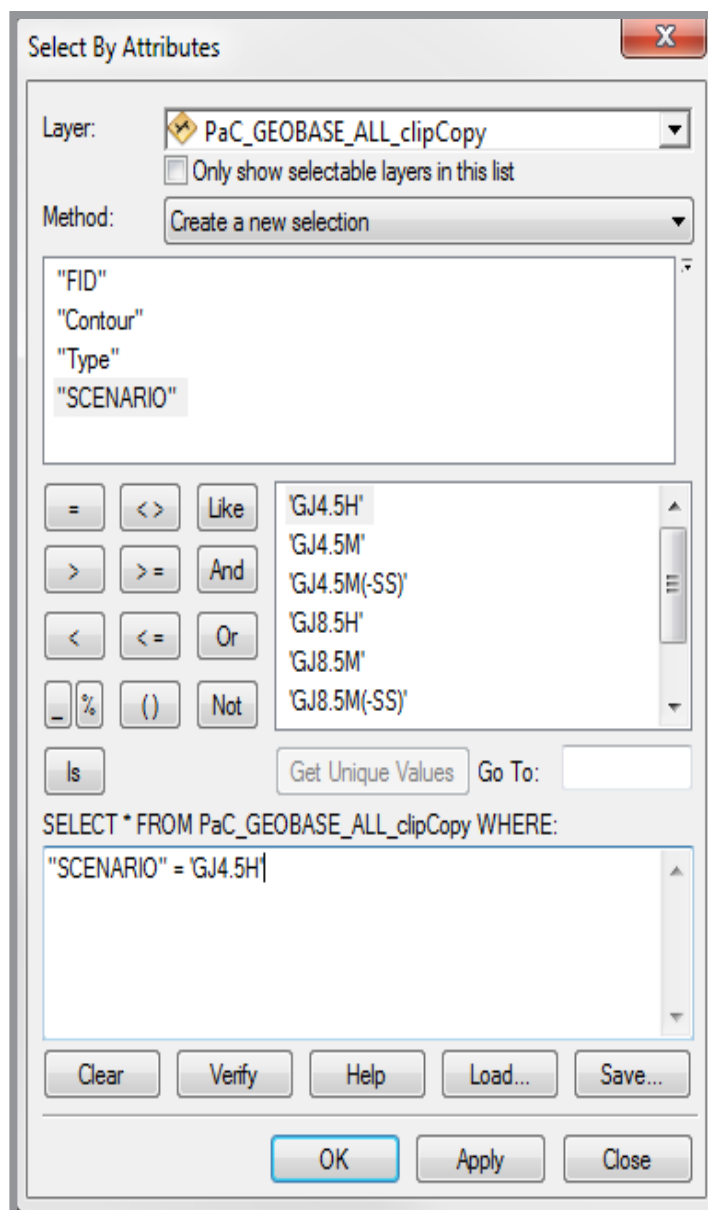 Select By Attributes
Layer: PaC_GEOBASE_ALL_clipCopy
Only show selectable layers in this list
Method: Create a new selection
"FID"
"Contour"
"Type"
"SCENARIO"
= <> Like
> >= And
< <= Or
_ % () Not
Is
'GJ4.5H'
'GJ4.5M'
'GJ4.5M(-SS)'
'GJ8.5H'
'GJ8.5M'
'GJ8.5M(-SS)'
Get Unique Values Go To:
SELECT * FROM PaC_GEOBASE_ALL_clipCopy WHERE:
"SCENARIO" = 'GJ4.5H'
Clear Verify Help Load... Save...
OK Apply Close